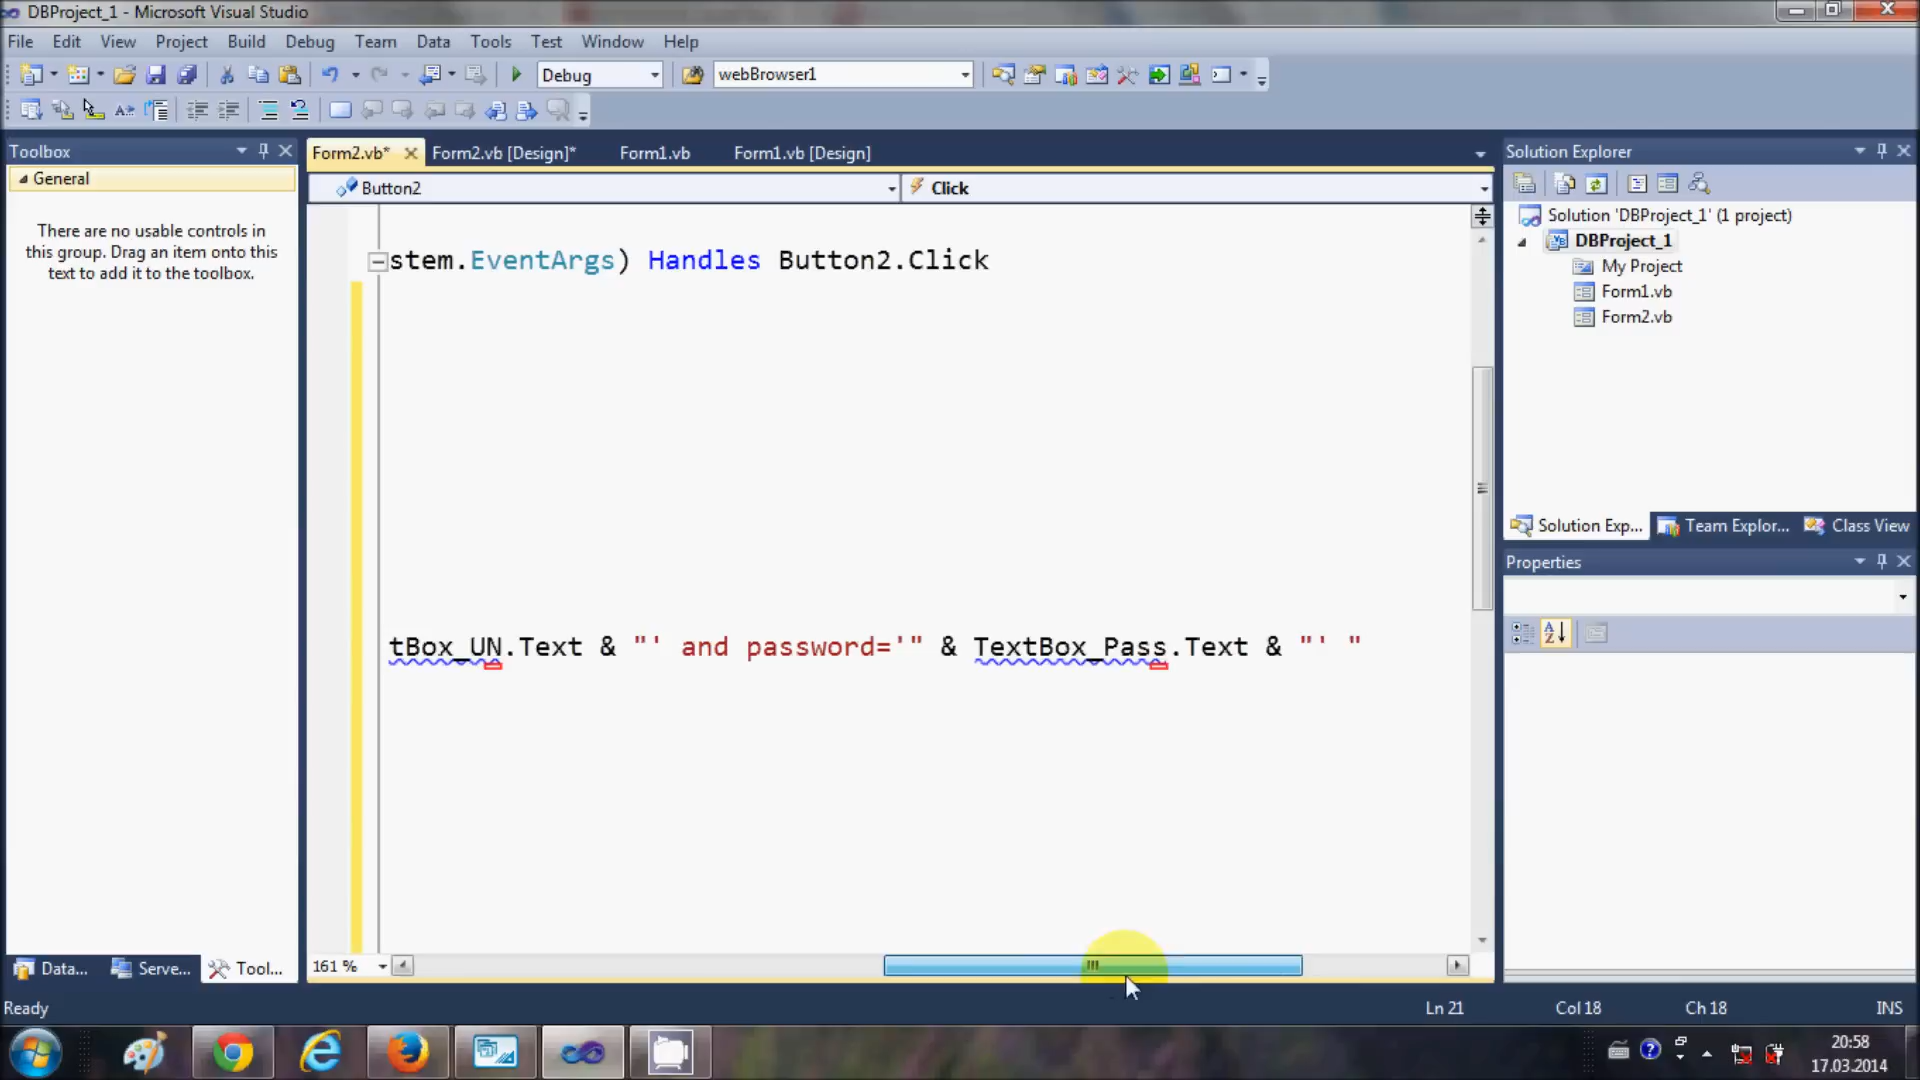 DBProject_1 - Microsoft Visual Studio
File Edit View Project Build Debug Team Data Tools Test Window Help
Debug
webBrowser1
Toolbox
General
There are no usable controls in
this group. Drag an item onto this
text to add it to the toolbox.
Data...
Serve...
Tool...
Form2.vb*
Form2.vb [Design]*
Form1.vb
Form1.vb [Design]
Button2
Click
stem.EventArgs) Handles Button2.Click
tBox_UN.Text & "' and password='" & TextBox_Pass.Text & "' "
161 %
Solution Explorer
Solution 'DBProject_1' (1 project)
DBProject_1
My Project
Form1.vb
Form2.vb
Solution Exp...
Team Explor...
Class View
Properties
Ready
Ln 21
Col 18
Ch 18
INS
20:58
17.03.2014